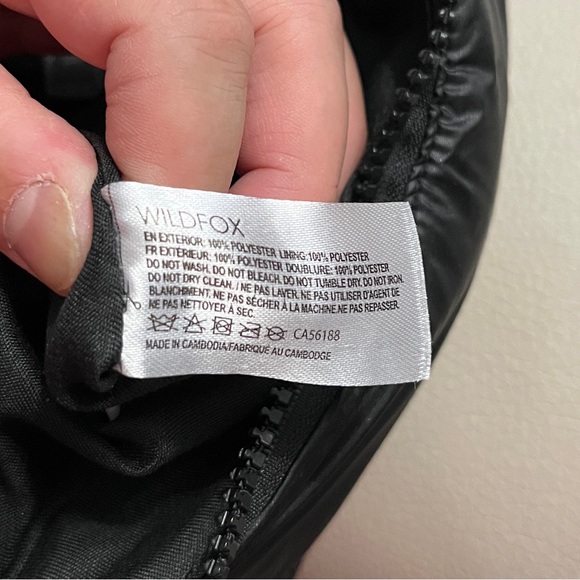 WILDFOX
EN EXTERIOR: 100% POLYESTER LINING:100% POLYESTER
FR EXTÉRIEUR: 100% POLYESTER DOUBLURE: 100% POLYESTER
DO NOT WASH. DO NOT BLEACH. DO NOT TUMBLE DRY. DO NOT IRON.
DO NOT DRY CLEAN. / NE PAS LAVER. NE PAS UTILISER D'AGENT DE
BLANCHIMENT. NE PAS SÉCHER À LA MACHINE.NE PAS REPASSER.
NE PAS NETTOYER À SEC.
CA56188
MADE IN CAMBODIA/FABRIQUÉ AU CAMBODGE